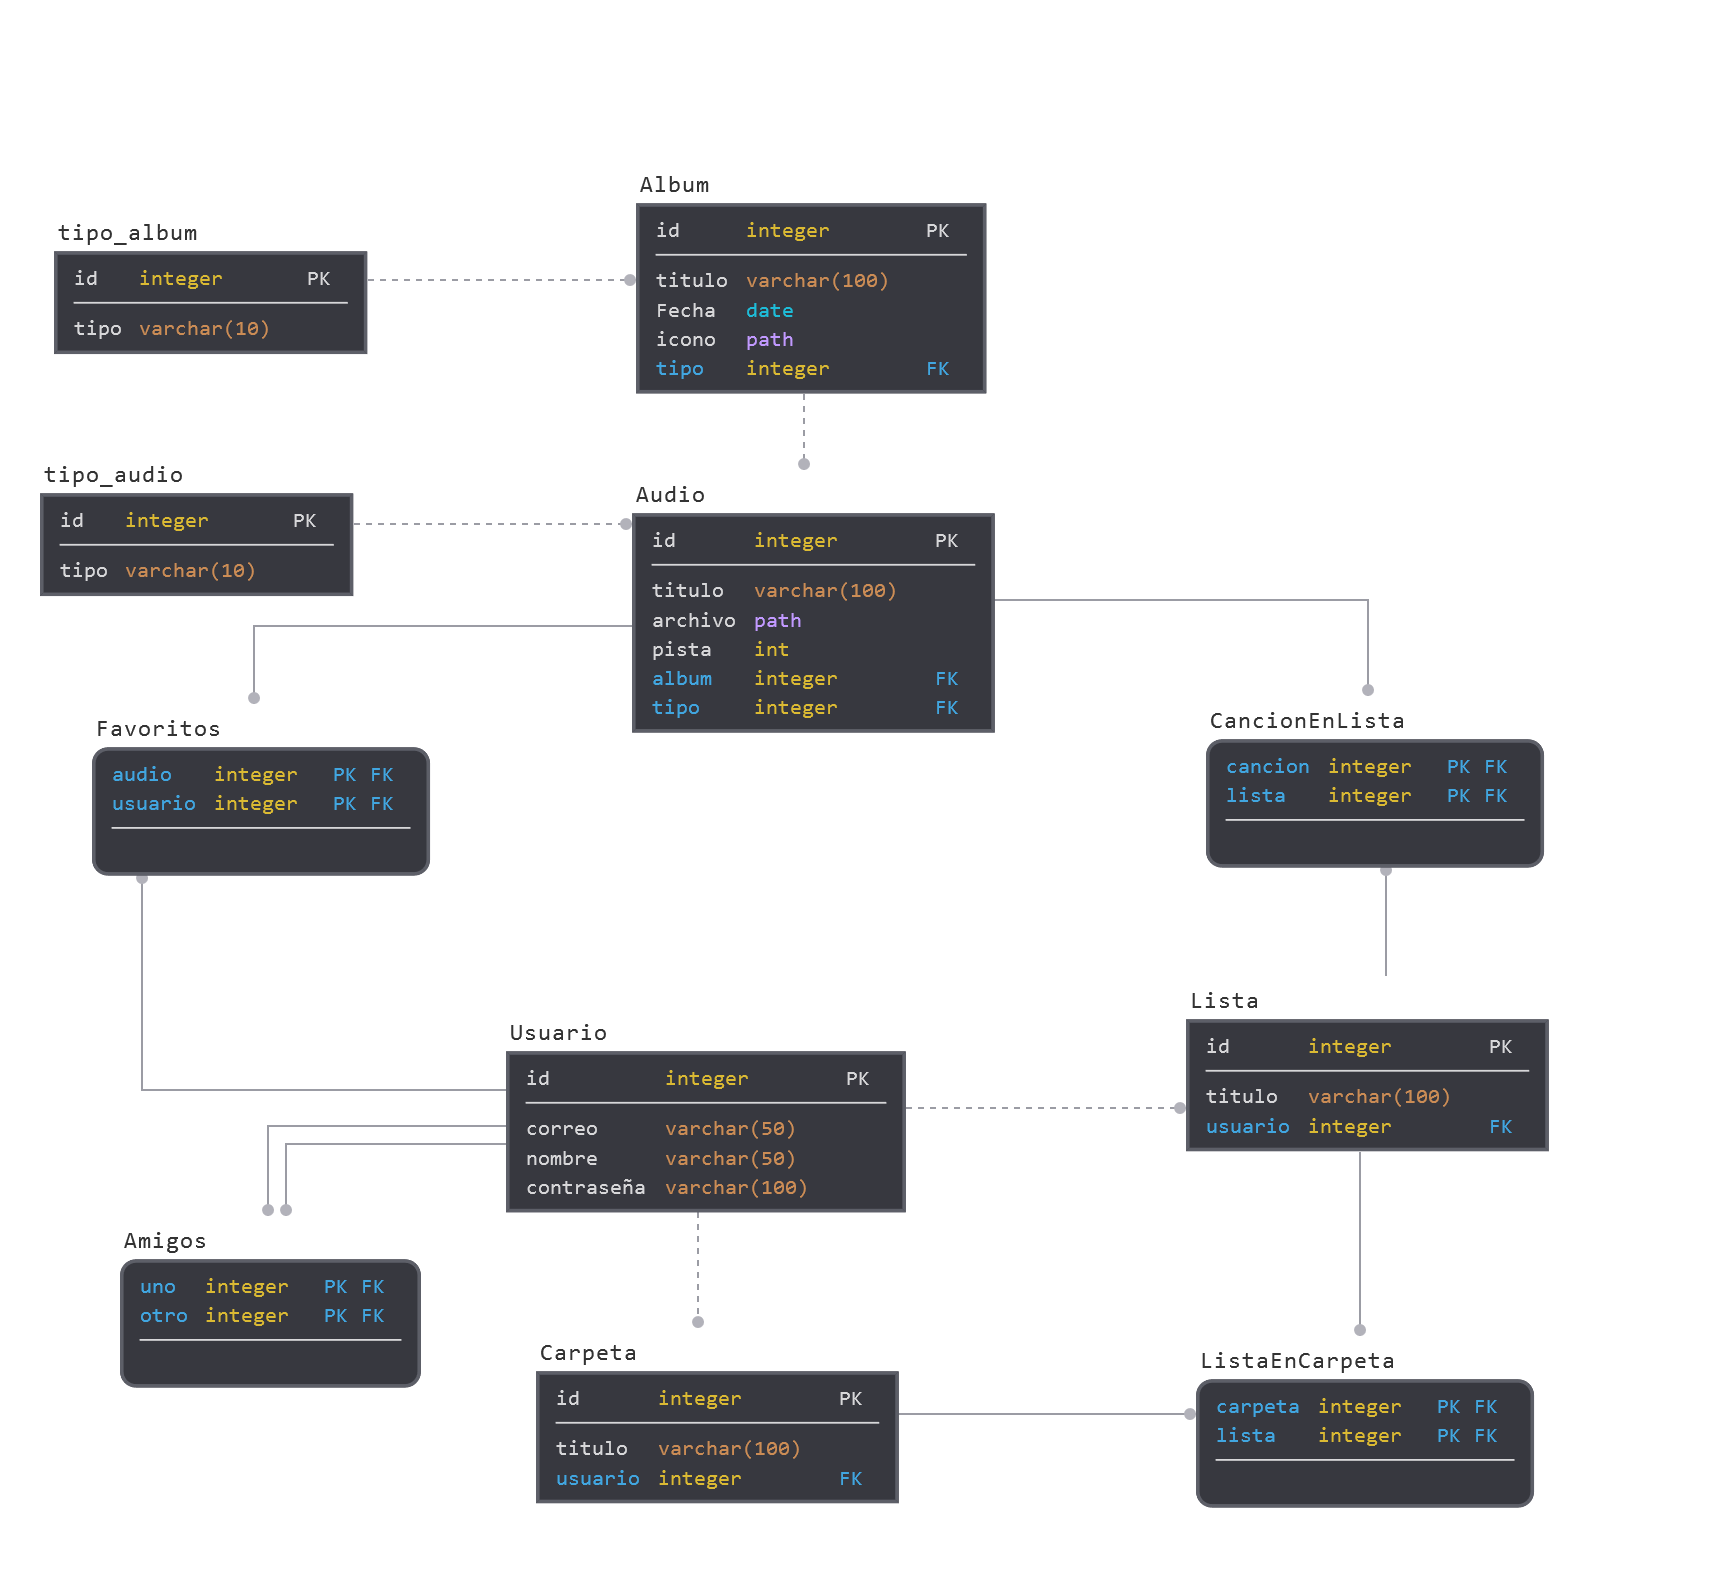 Album
id integer PK
titulo varchar(100)
Fecha date
icono path
tipo integer FK
tipo_album
id integer PK
tipo varchar(10)
tipo_audio
id integer PK
tipo varchar(10)
Audio
id integer PK
titulo varchar(100)
archivo path
pista int
album integer FK
tipo integer FK
Favoritos
audio integer PK FK
usuario integer PK FK
CancionEnLista
cancion integer PK FK
lista integer PK FK
Lista
id integer PK
titulo varchar(100)
usuario integer FK
Usuario
id integer PK
correo varchar(50)
nombre varchar(50)
contraseña varchar(100)
Amigos
uno integer PK FK
otro integer PK FK
Carpeta
id integer PK
titulo varchar(100)
usuario integer FK
ListaEnCarpeta
carpeta integer PK FK
lista integer PK FK